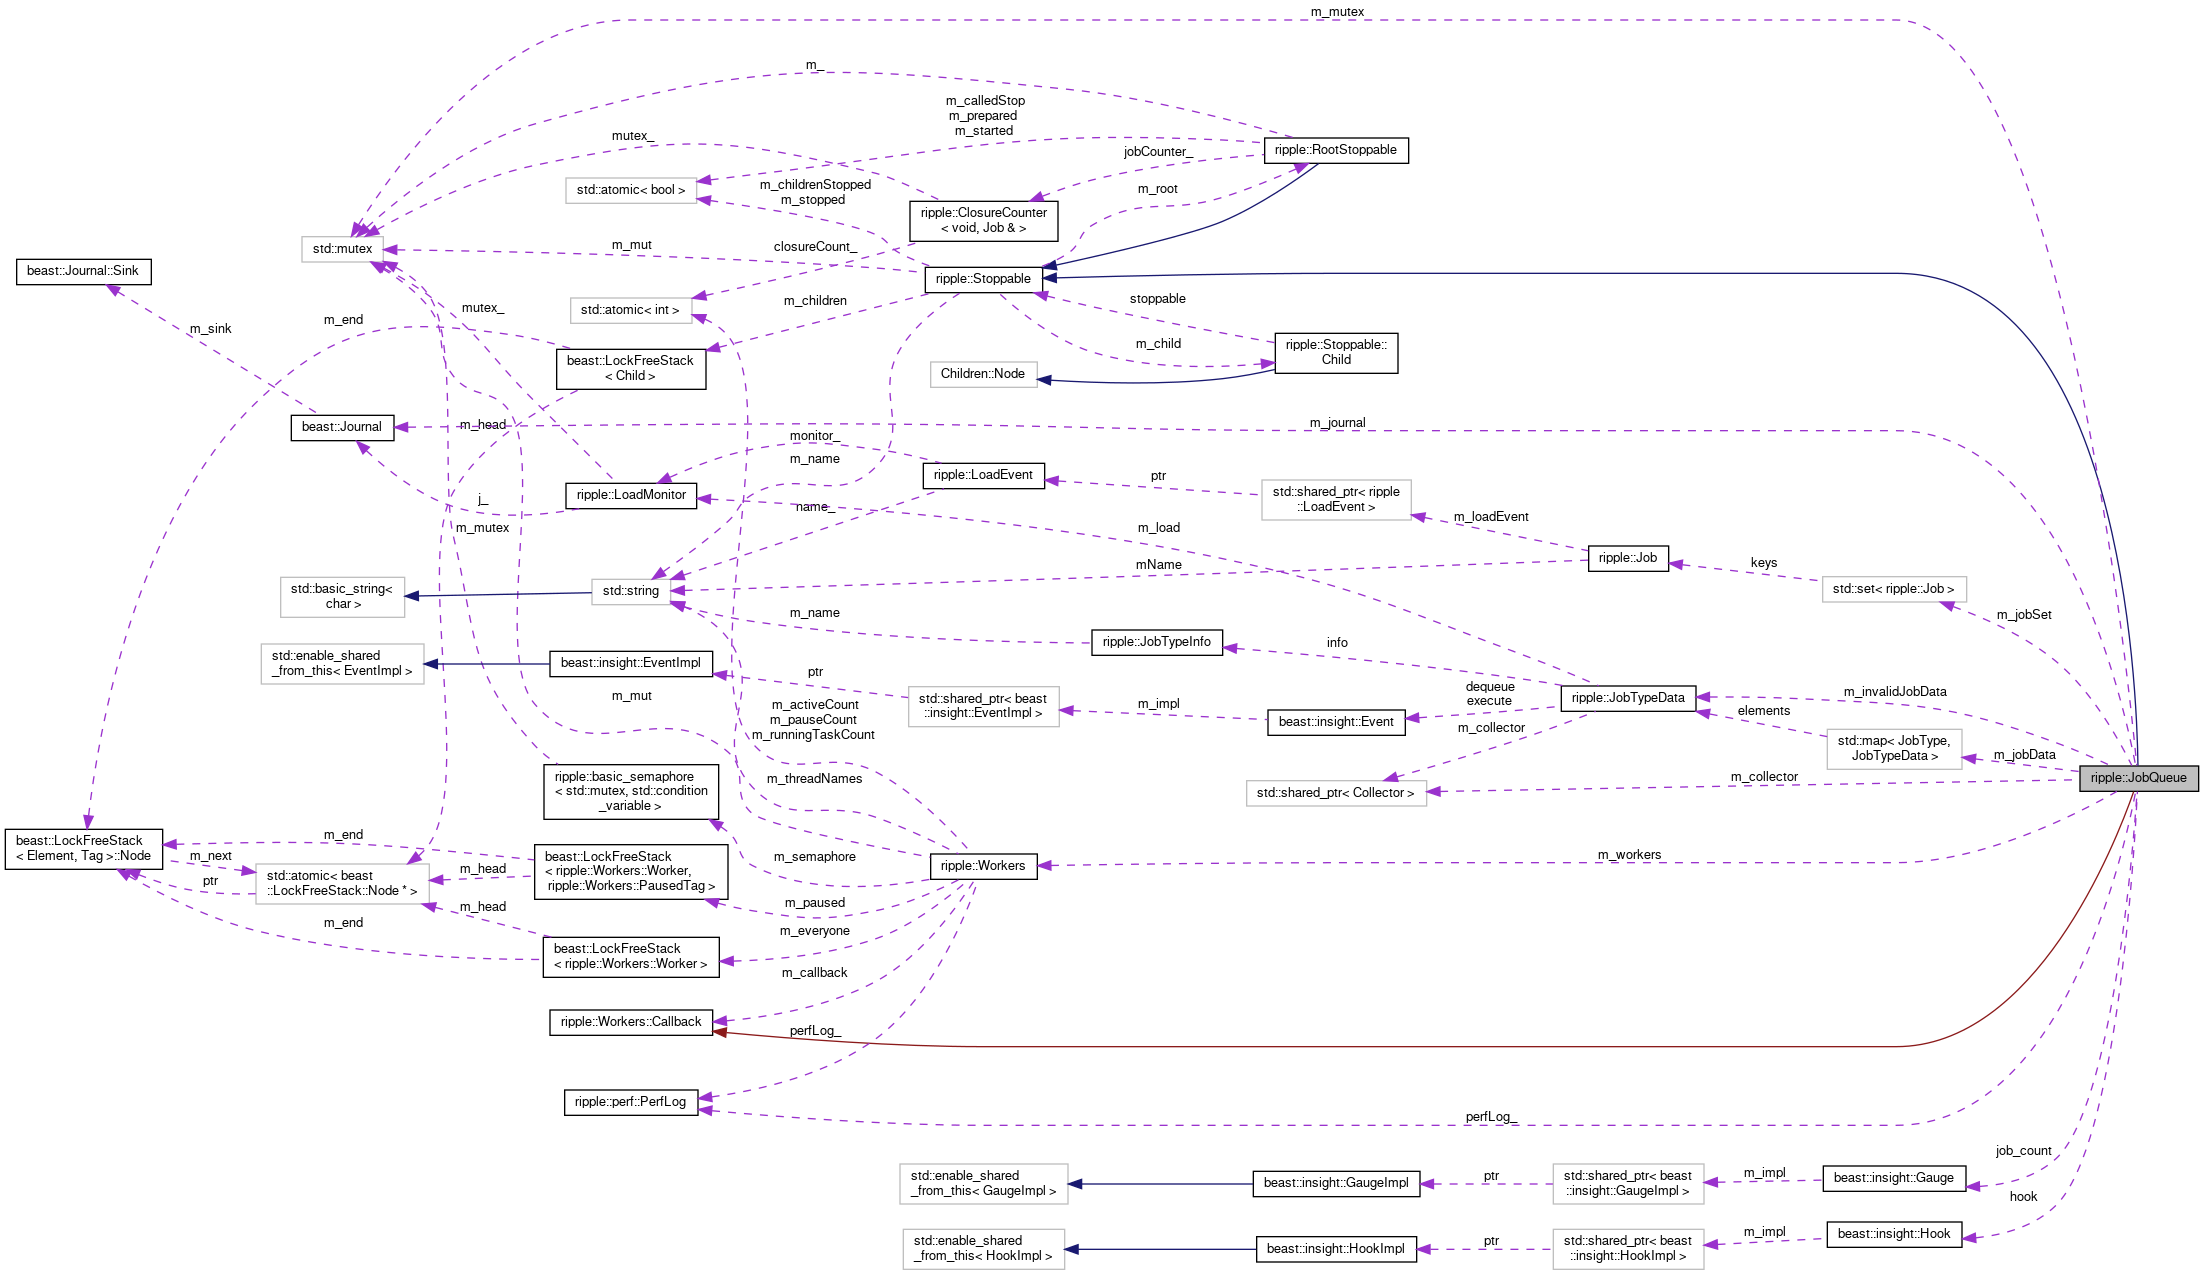 m_mutex
m_
m_calledStop
m_prepared
m_started
mutex_
ripple::RootStoppable
jobCounter_
std::atomic< bool >
m_childrenStopped
m_stopped
m_root
ripple::ClosureCounter
< void, Job & >
std::mutex
m_mut
closureCount_
beast::Journal::Sink
ripple::Stoppable
m_children
stoppable
std::atomic< int >
mutex_
m_end
m_sink
m_child
ripple::Stoppable::
Child
beast::LockFreeStack
< Child >
Children::Node
beast::Journal
m_head
m_journal
monitor_
m_name
ripple::LoadEvent
ptr
std::shared_ptr< ripple
::LoadEvent >
j_
ripple::LoadMonitor
name_
m_loadEvent
m_mutex
m_load
ripple::Job
mName
keys
std::basic_string<
char >
std::string
std::set< ripple::Job >
m_name
m_jobSet
ripple::JobTypeInfo
info
std::enable_shared
_from_this< EventImpl >
beast::insight::EventImpl
ptr
m_mut
std::shared_ptr< beast
::insight::EventImpl >
m_impl
dequeue
execute
beast::insight::Event
ripple::JobTypeData
m_invalidJobData
elements
m_activeCount
m_pauseCount
m_runningTaskCount
m_collector
std::map< JobType,
JobTypeData >
m_jobData
ripple::basic_semaphore
< std::mutex, std::condition
_variable >
m_threadNames
std::shared_ptr< Collector >
m_collector
ripple::JobQueue
beast::LockFreeStack
< Element, Tag >::Node
m_end
m_next
ptr
std::atomic< beast
::LockFreeStack::Node * >
m_head
beast::LockFreeStack
< ripple::Workers::Worker,
ripple::Workers::PausedTag >
m_semaphore
ripple::Workers
m_workers
m_paused
m_head
m_end
m_everyone
beast::LockFreeStack
< ripple::Workers::Worker >
m_callback
ripple::Workers::Callback
perfLog_
ripple::perf::PerfLog
perfLog_
job_count
std::enable_shared
_from_this< GaugeImpl >
beast::insight::GaugeImpl
ptr
std::shared_ptr< beast
::insight::GaugeImpl >
m_impl
beast::insight::Gauge
hook
std::enable_shared
_from_this< HookImpl >
beast::insight::HookImpl
ptr
std::shared_ptr< beast
::insight::HookImpl >
m_impl
beast::insight::Hook